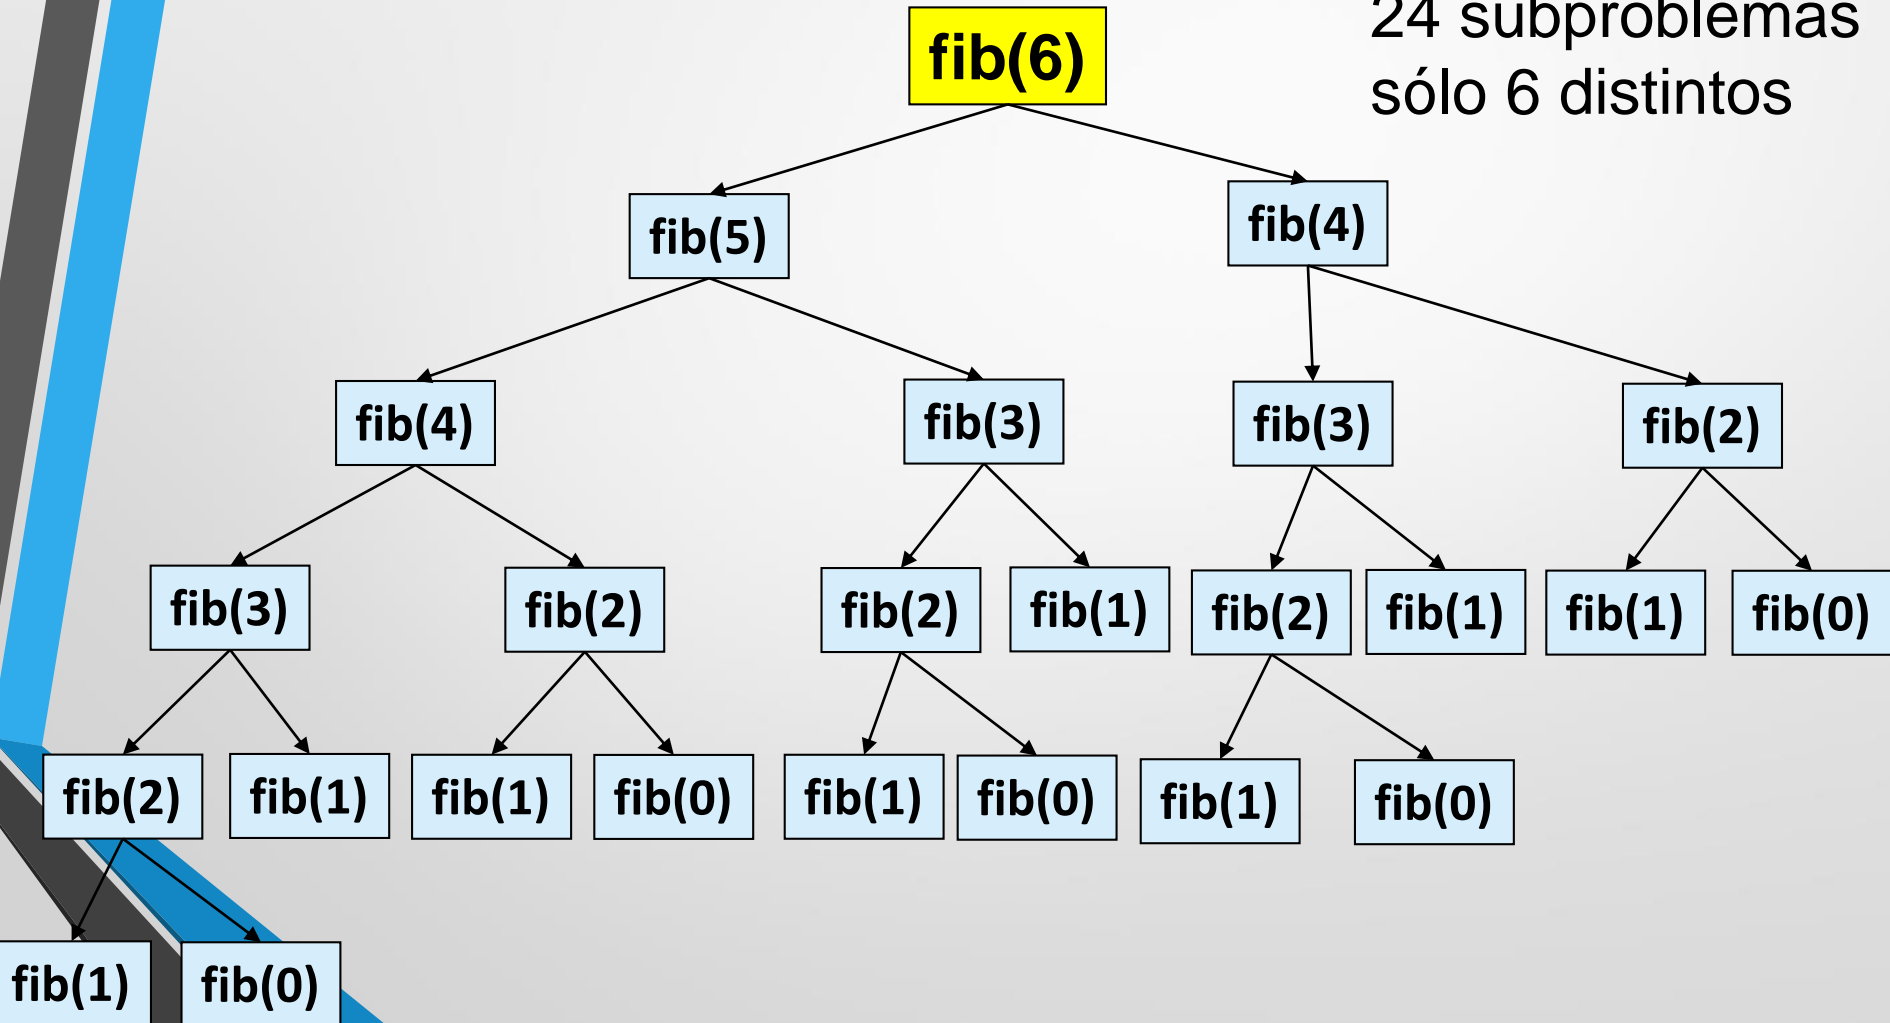 24 subproblemas
sólo 6 distintos
fib(6)
fib(5)
fib(4)
fib(4)
fib(3)
fib(3)
fib(2)
fib(3)
fib(2)
fib(2)
fib(1)
fib(2)
fib(1)
fib(1)
fib(0)
fib(2)
fib(1)
fib(1)
fib(0)
fib(1)
fib(0)
fib(1)
fib(0)
fib(1)
fib(0)